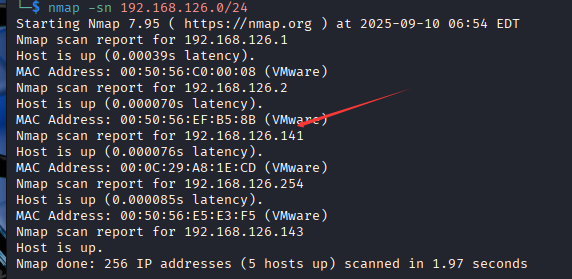 └─$ nmap -sn 192.168.126.0/24
Starting Nmap 7.95 ( https://nmap.org ) at 2025-09-10 06:54 EDT
Nmap scan report for 192.168.126.1
Host is up (0.00039s latency).
MAC Address: 00:50:56:C0:00:08 (VMware)
Nmap scan report for 192.168.126.2
Host is up (0.000070s latency).
MAC Address: 00:50:56:EF:B5:8B (VMware)
Nmap scan report for 192.168.126.141
Host is up (0.000076s latency).
MAC Address: 00:0C:29:A8:1E:CD (VMware)
Nmap scan report for 192.168.126.254
Host is up (0.000085s latency).
MAC Address: 00:50:56:E5:E3:F5 (VMware)
Nmap scan report for 192.168.126.143
Host is up.
Nmap done: 256 IP addresses (5 hosts up) scanned in 1.97 seconds